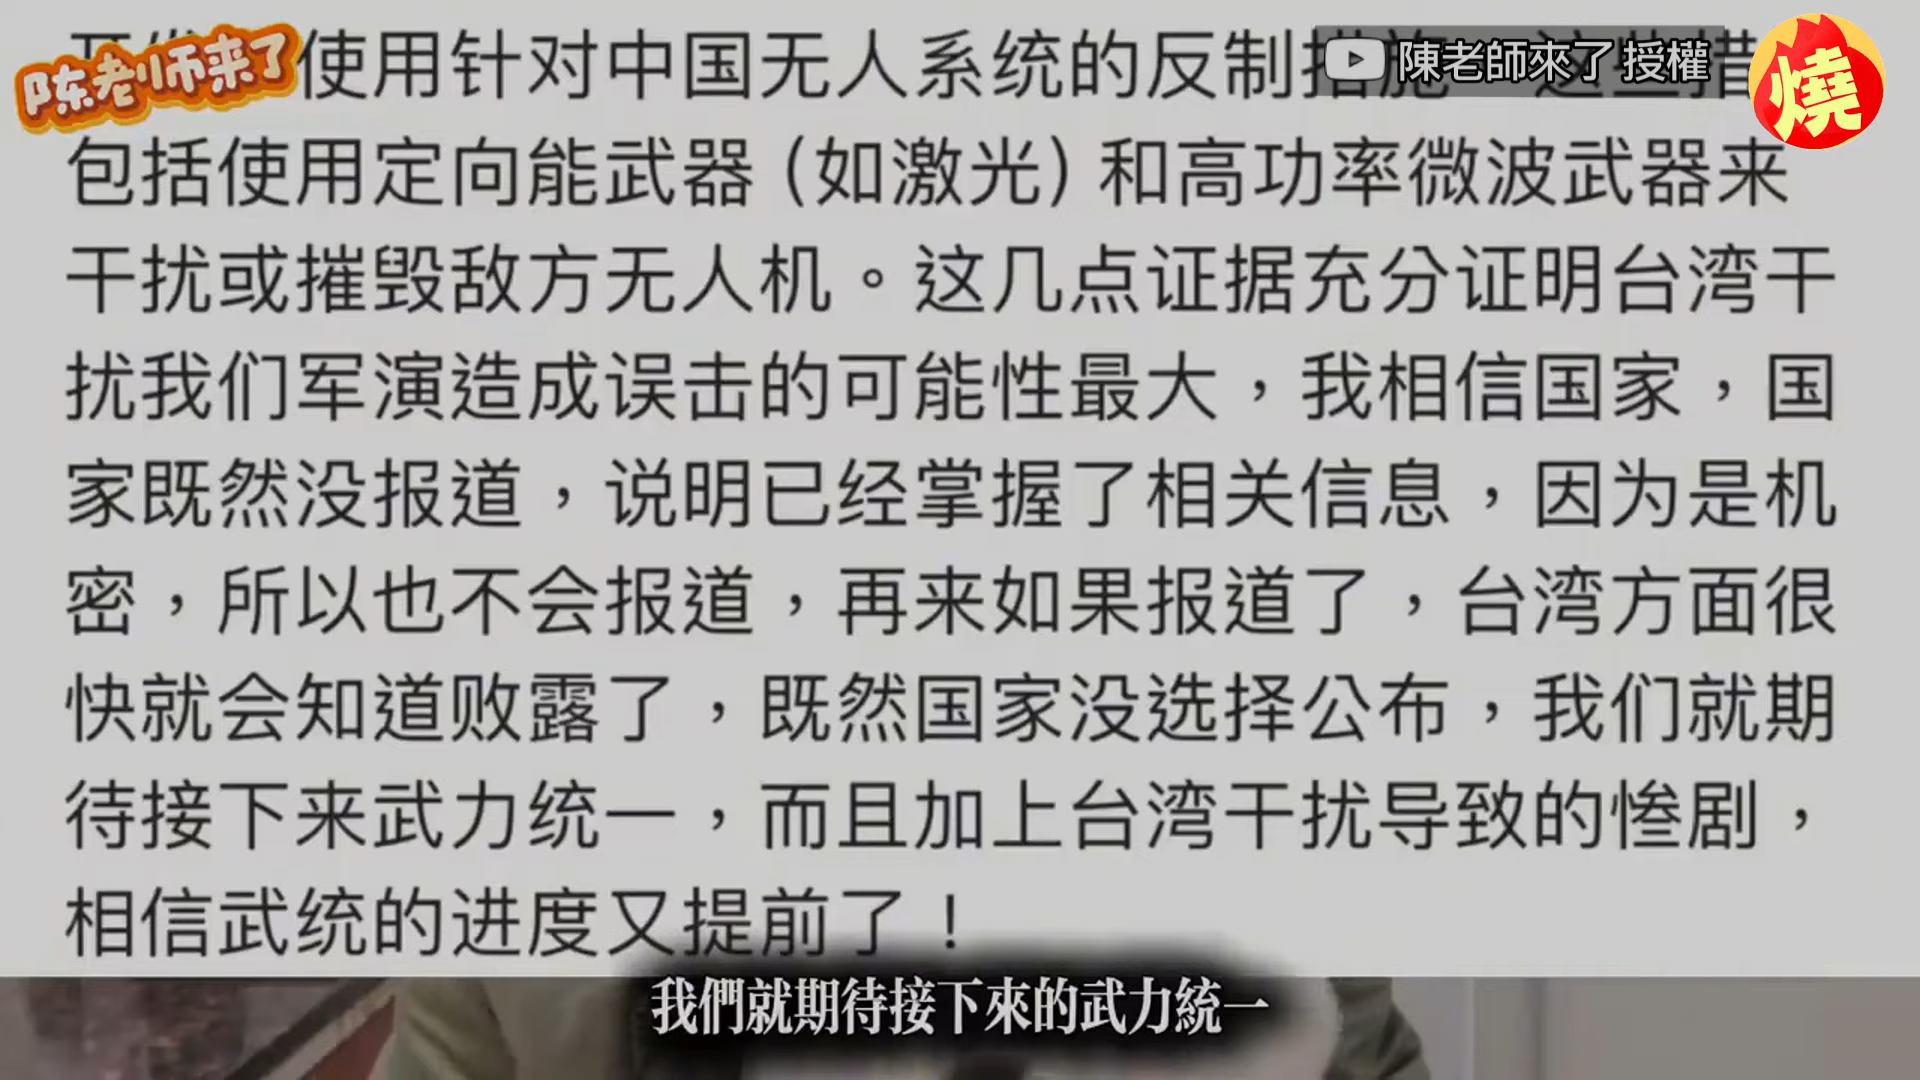 陈老师来了
使用针对中国无人系统的反制措施 这些措
陳老師來了 授權
燒
包括使用定向能武器（如激光）和高功率微波武器来
干扰或摧毁敌方无人机。这几点证据充分证明台湾干
扰我们军演造成误击的可能性最大，我相信国家，国
家既然没报道，说明已经掌握了相关信息，因为是机
密，所以也不会报道，再来如果报道了，台湾方面很
快就会知道败露了，既然国家没选择公布，我们就期
待接下来武力统一，而且加上台湾干扰导致的惨剧，
相信武统的进度又提前了！
我們就期待接下來的武力統一